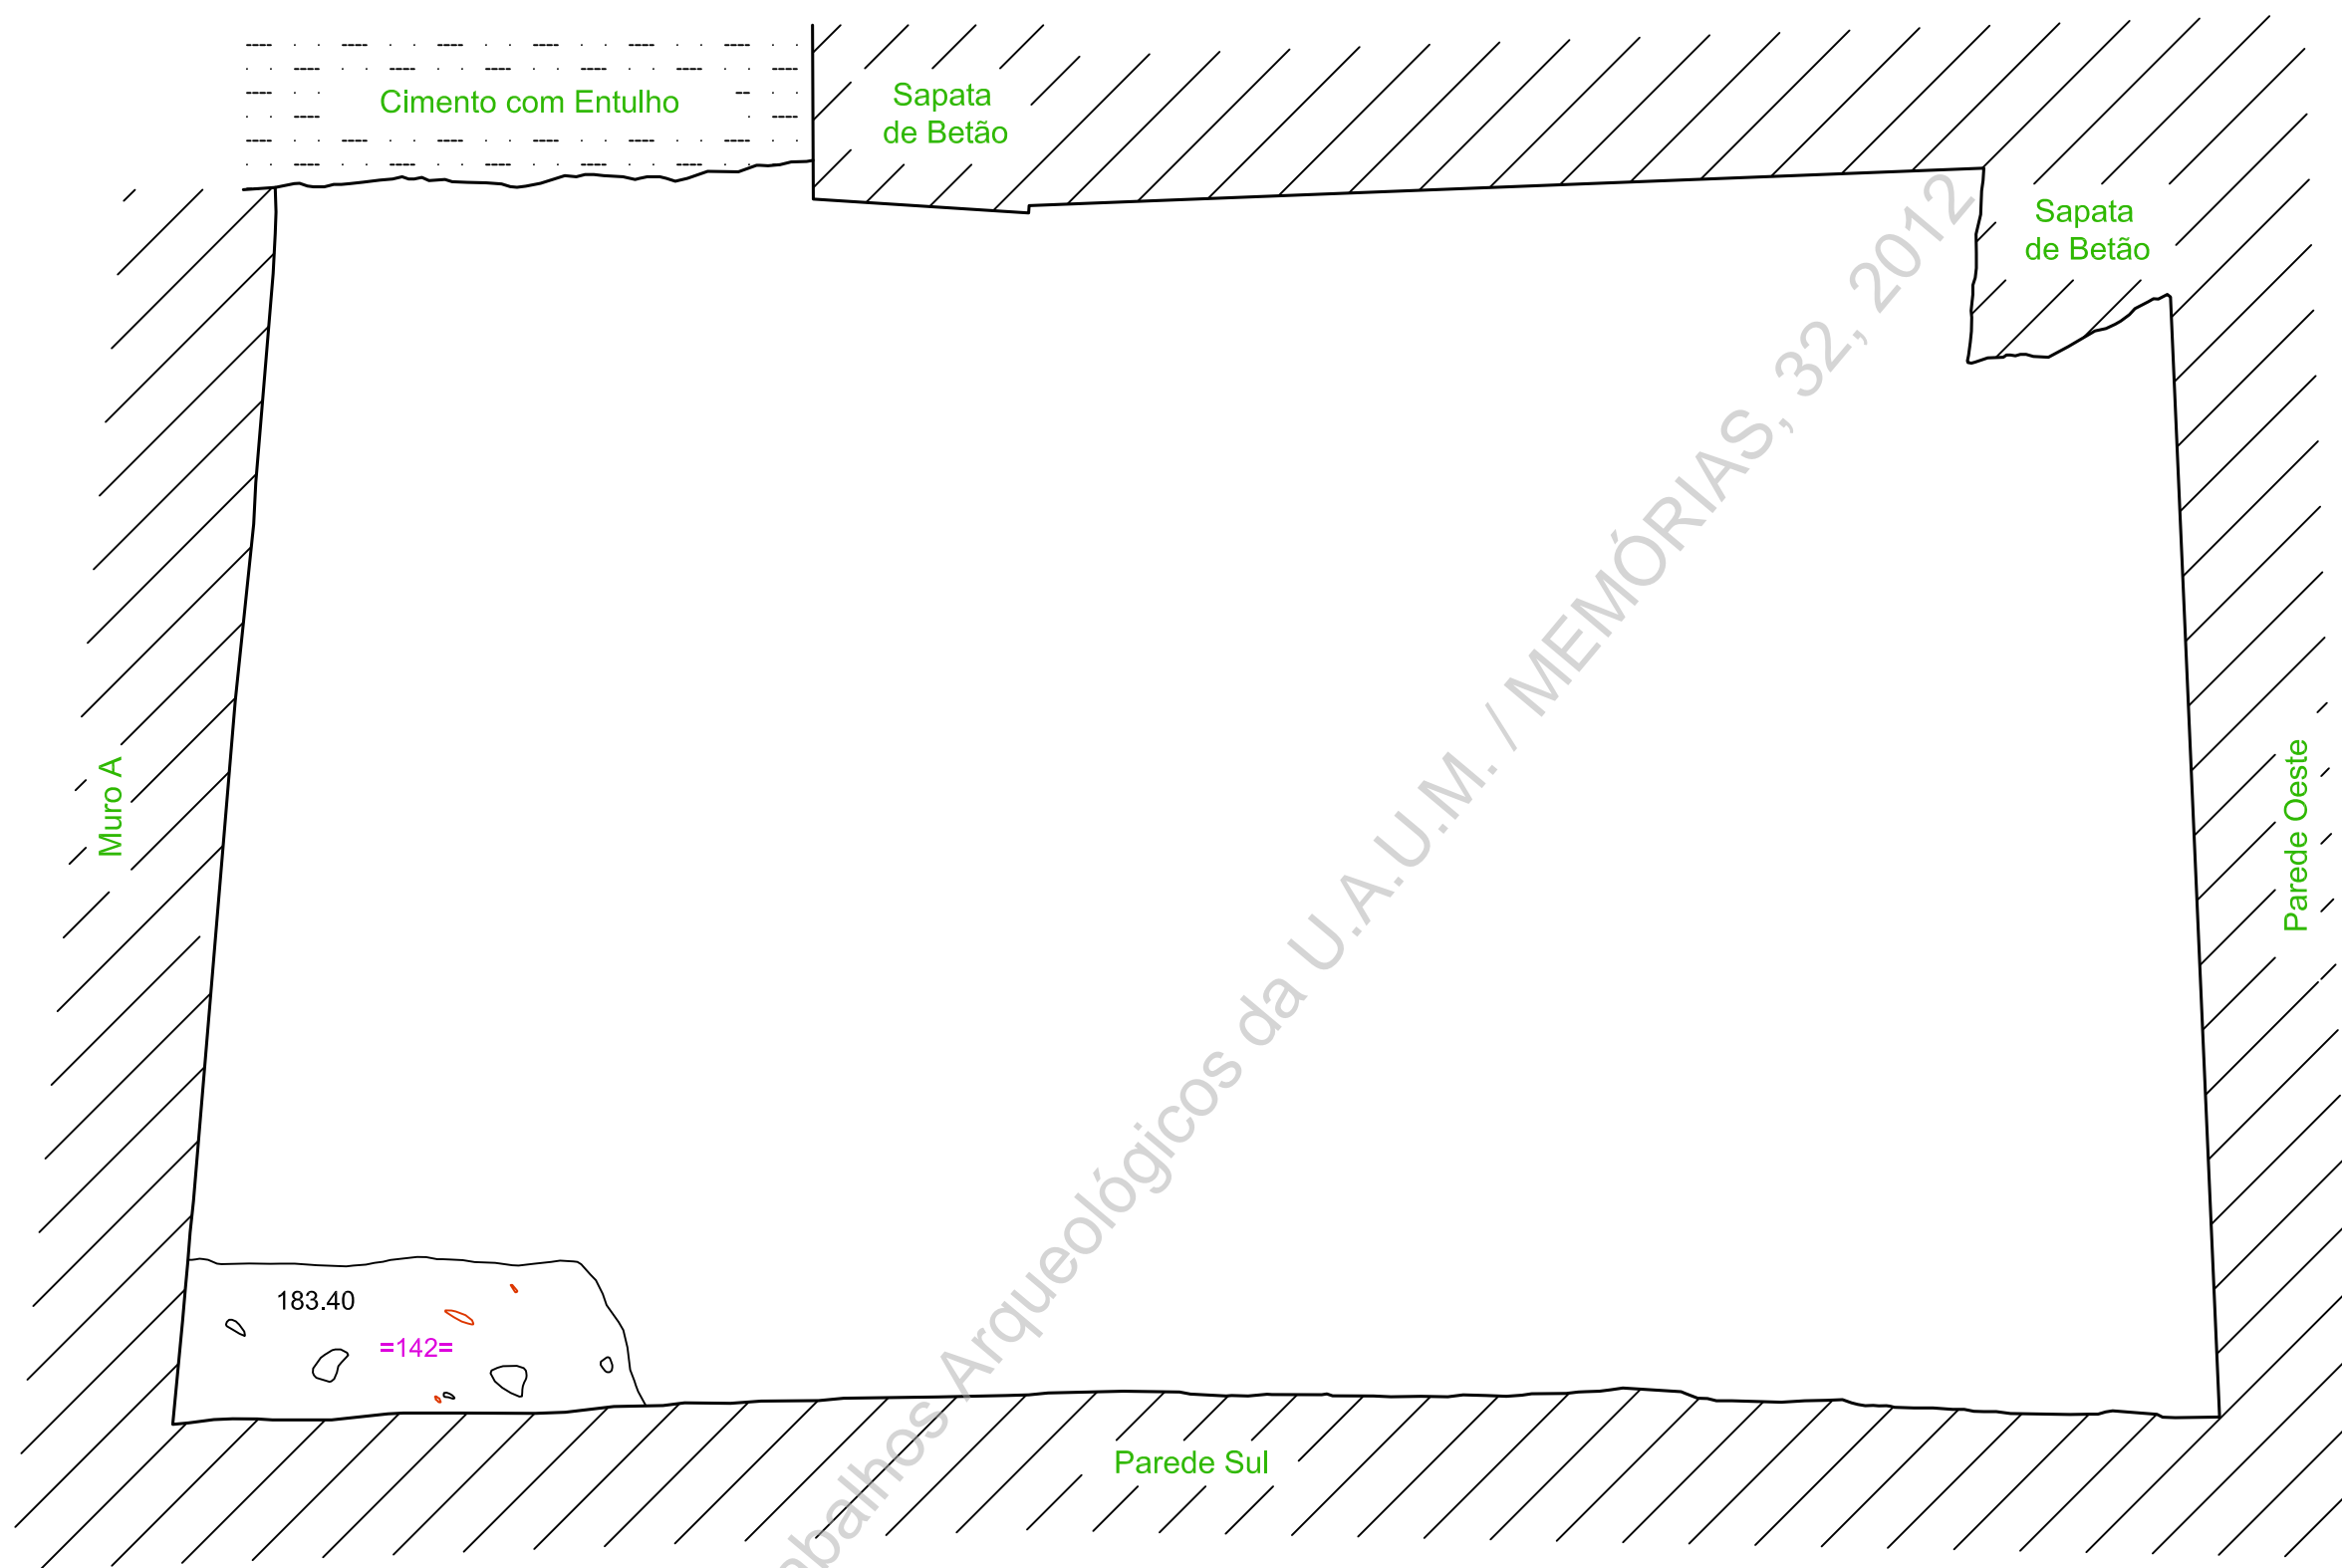 Cimento com Entulho
Sapata
de Betão
Sapata
de Betão
Muro A
Parede Oeste
183.40
=142=
Parede Sul
Arqueológicos da U.A.U.M. / MEMÓRIAS, 32, 2012